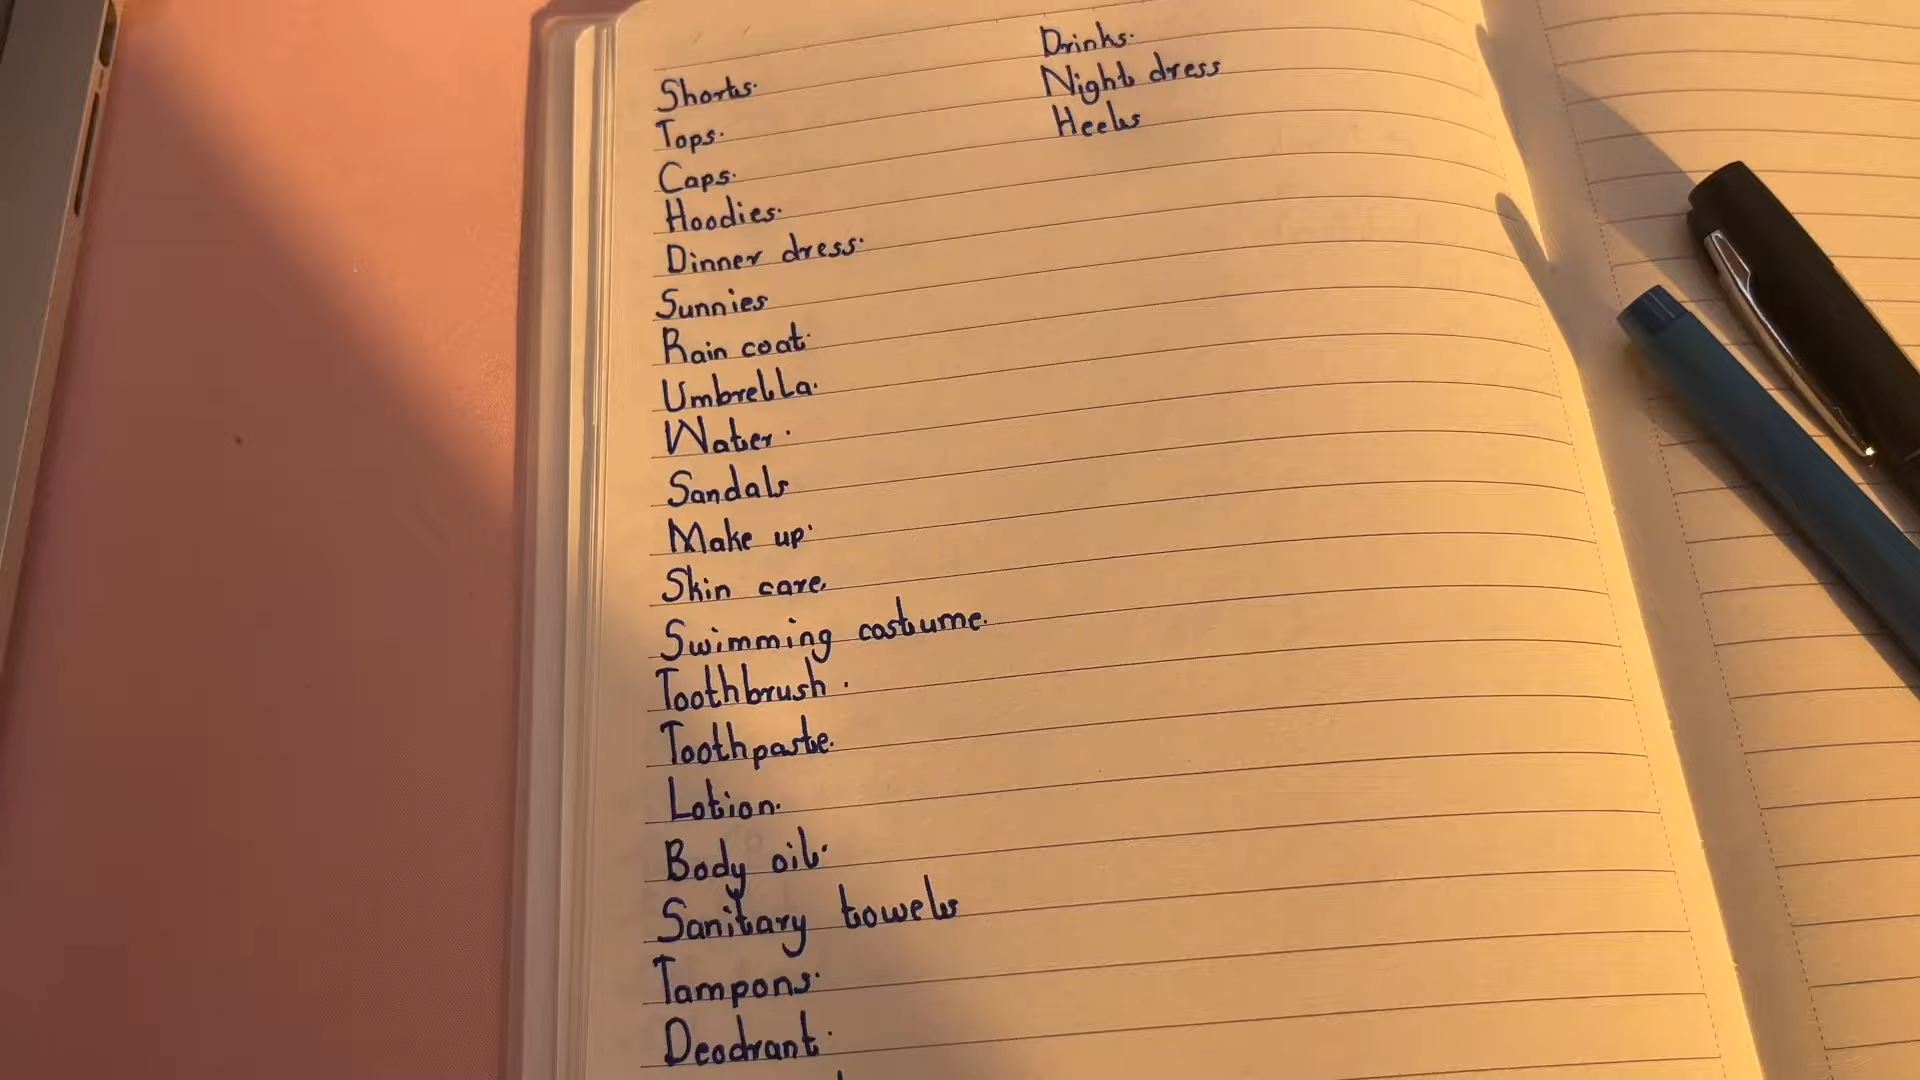 Shorts.
Tops.
Caps.
Hoodies.
Dinner dress.
Sunnies
Rain coat.
Umbrella.
Water.
Sandals
Make up.
Skin care.
Swimming costume.
Toothbrush.
Toothpaste.
Lotion.
Body oil.
Sanitary towels
Tampons.
Deodrant.
Drinks.
Night dress
Heels